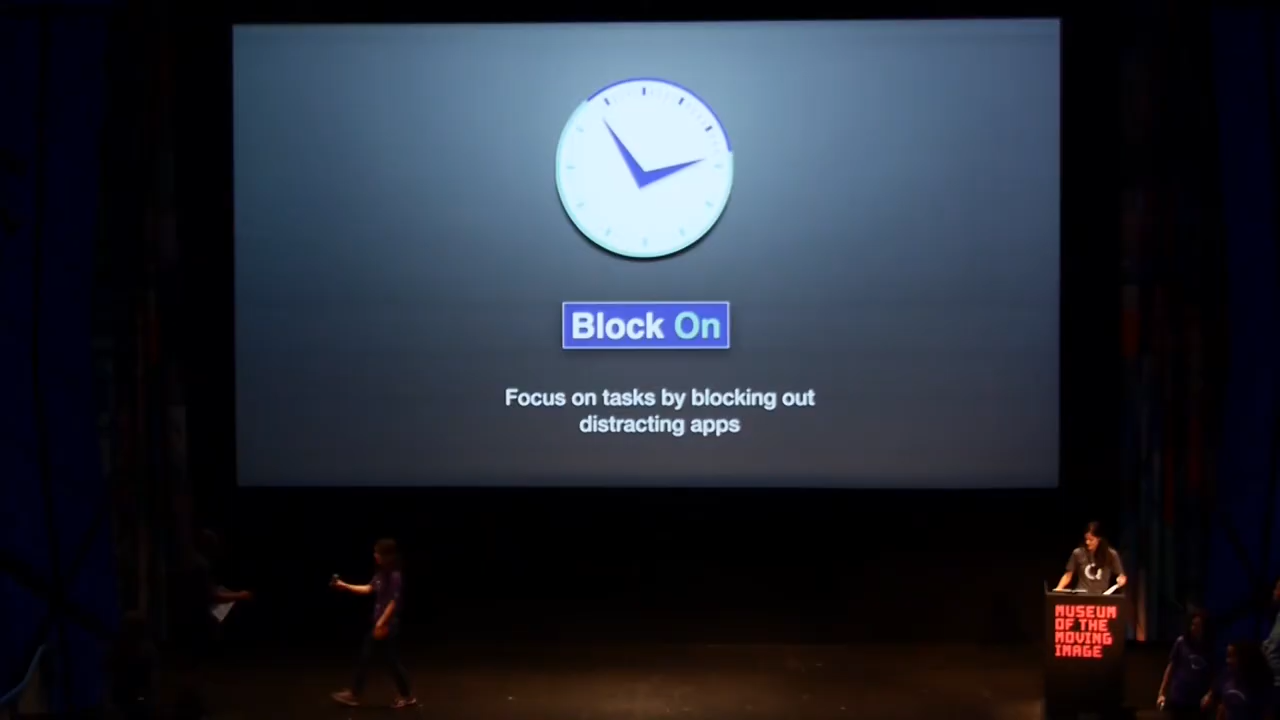 Block On
Focus on tasks by blocking out
distracting apps
MUSEUM
OF THE
MOVING
IMAGE